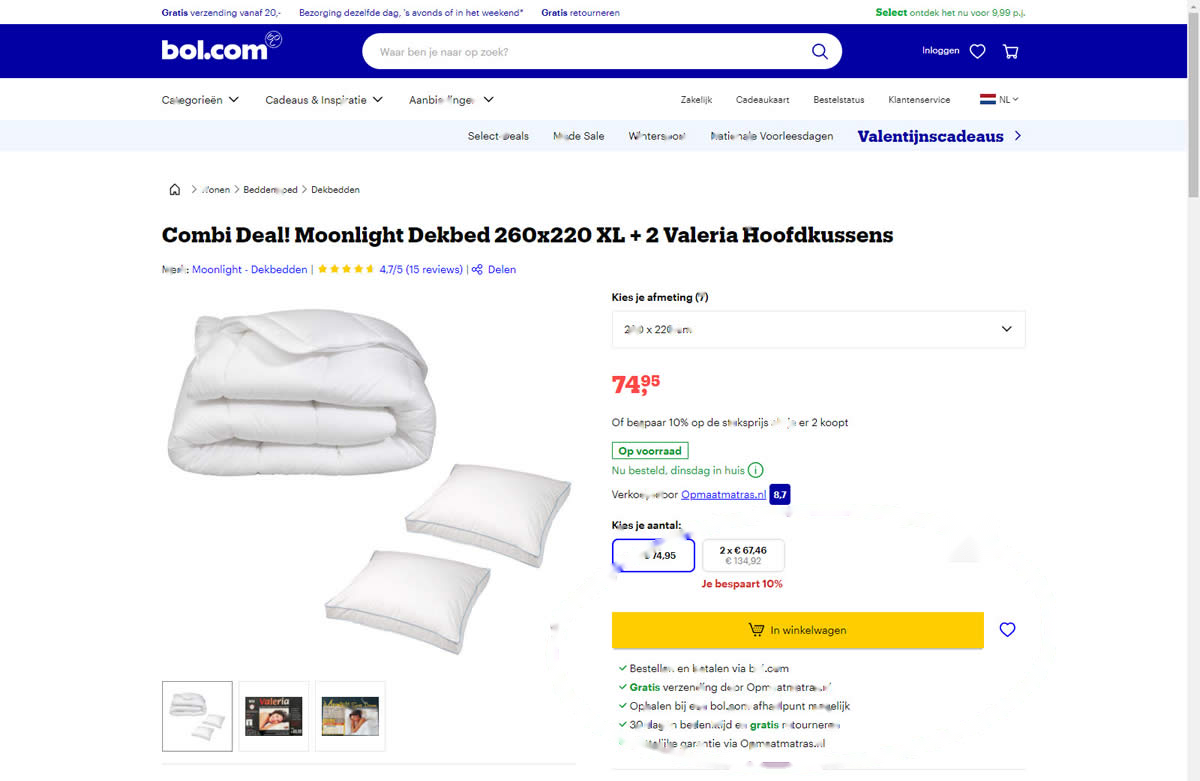 Gratis verzending vanaf 20,- Bezorging dezelfde dag, 's avonds of in het weekend* Gratis retourneren Select ontdek het nu voor 9,99 p.j.
bol.com Waar ben je naar op zoek? Inloggen
Categorieën Cadeaus & Inspiratie Zakelijk Cadeaukaart Bestelstatus Klantenservice NL
Select Deals Mode Sale Wintersport Nationale Voorleesdagen Valentijnscadeaus
Wonen Beddengoed Dekbedden
Combi Deal! Moonlight Dekbed 260x220 XL + 2 Valeria Hoofdkussens
Merk: Moonlight - Dekbedden | 4,7/5 (15 reviews) | Delen
Kies je afmeting (7)
x 220 cm
74,95
Of bespaar 10% op de stuksprijs als je er 2 koopt
Op voorraad
Nu besteld, dinsdag in huis
Verkoop door Opmaatmatras.nl 8,7
Kies je aantal:
€ 74,95 2 x € 67,46
€ 134,92
Je bespaart 10%
In winkelwagen
Bestellen en betalen via bol.com
Gratis verzending door Opmaatmatras.nl
Ophalen bij een bol.com afhaalpunt mogelijk
30 dagen bedenktijd en gratis retourneren
garantie via Opmaatmatras.nl
Valeria